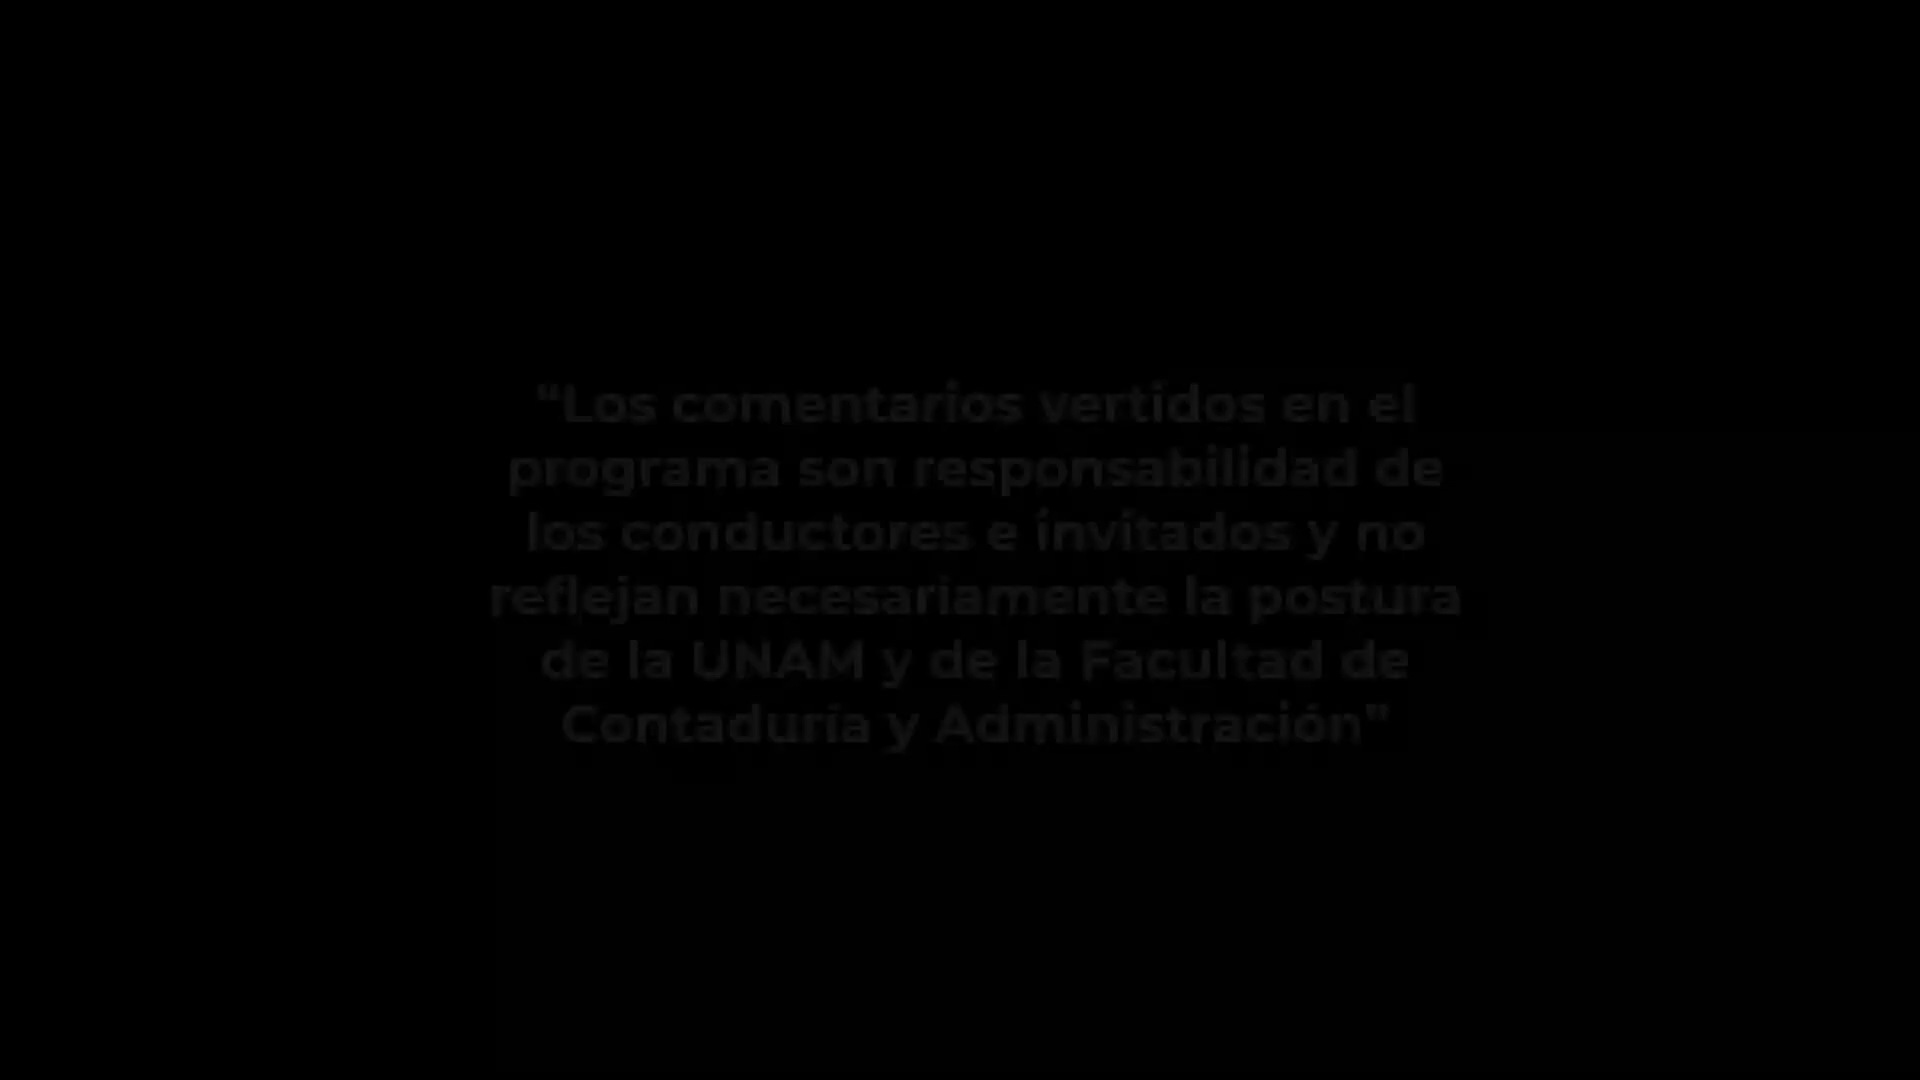 "Los comentarios vertidos en el
programa son responsabilidad de
los conductores e invitados y no
reflejan necesariamente la postura
de la UNAM y de la Facultad de
Contaduría y Administración"